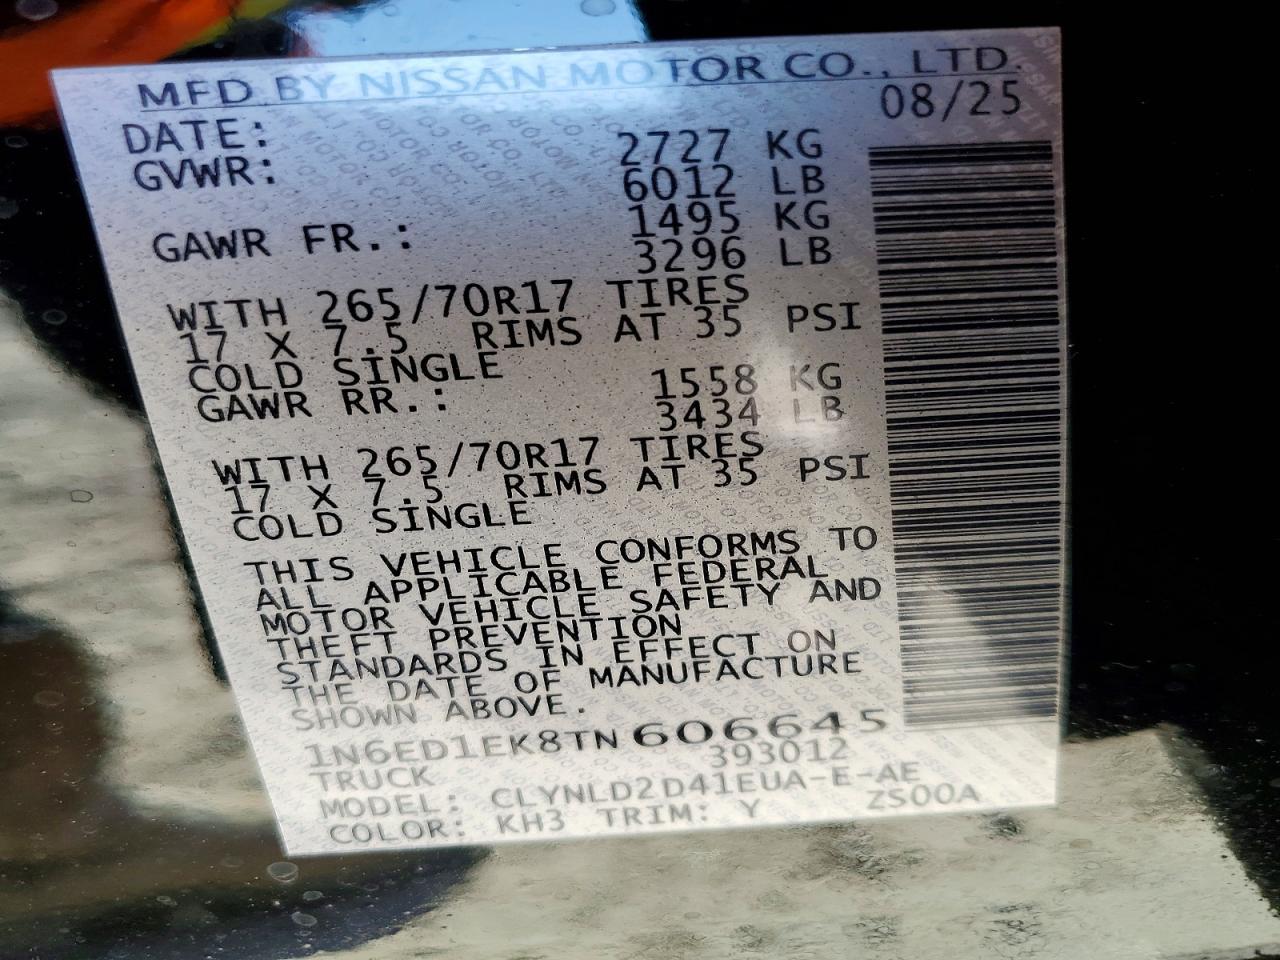 MFD BY NISSAN MOTOR CO., LTD.
DATE: 08/25
GVWR: 2727 KG
6012 LB
GAWR FR.: 1495 KG
3296 LB
WITH 265/70R17 TIRES
17 X 7.5 RIMS AT 35 PSI
COLD SINGLE
GAWR RR.: 1558 KG
3434 LB
WITH 265/70R17 TIRES
17 X 7.5 RIMS AT 35 PSI
COLD SINGLE
THIS VEHICLE CONFORMS TO
ALL APPLICABLE FEDERAL
MOTOR VEHICLE SAFETY AND
THEFT PREVENTION
STANDARDS IN EFFECT ON
THE DATE OF MANUFACTURE
SHOWN ABOVE.
1N6ED1EK8TN606645
TRUCK 393012
MODEL: CLYNLD2D41EUA-E-AE
COLOR: KH3 TRIM: Y ZS00A